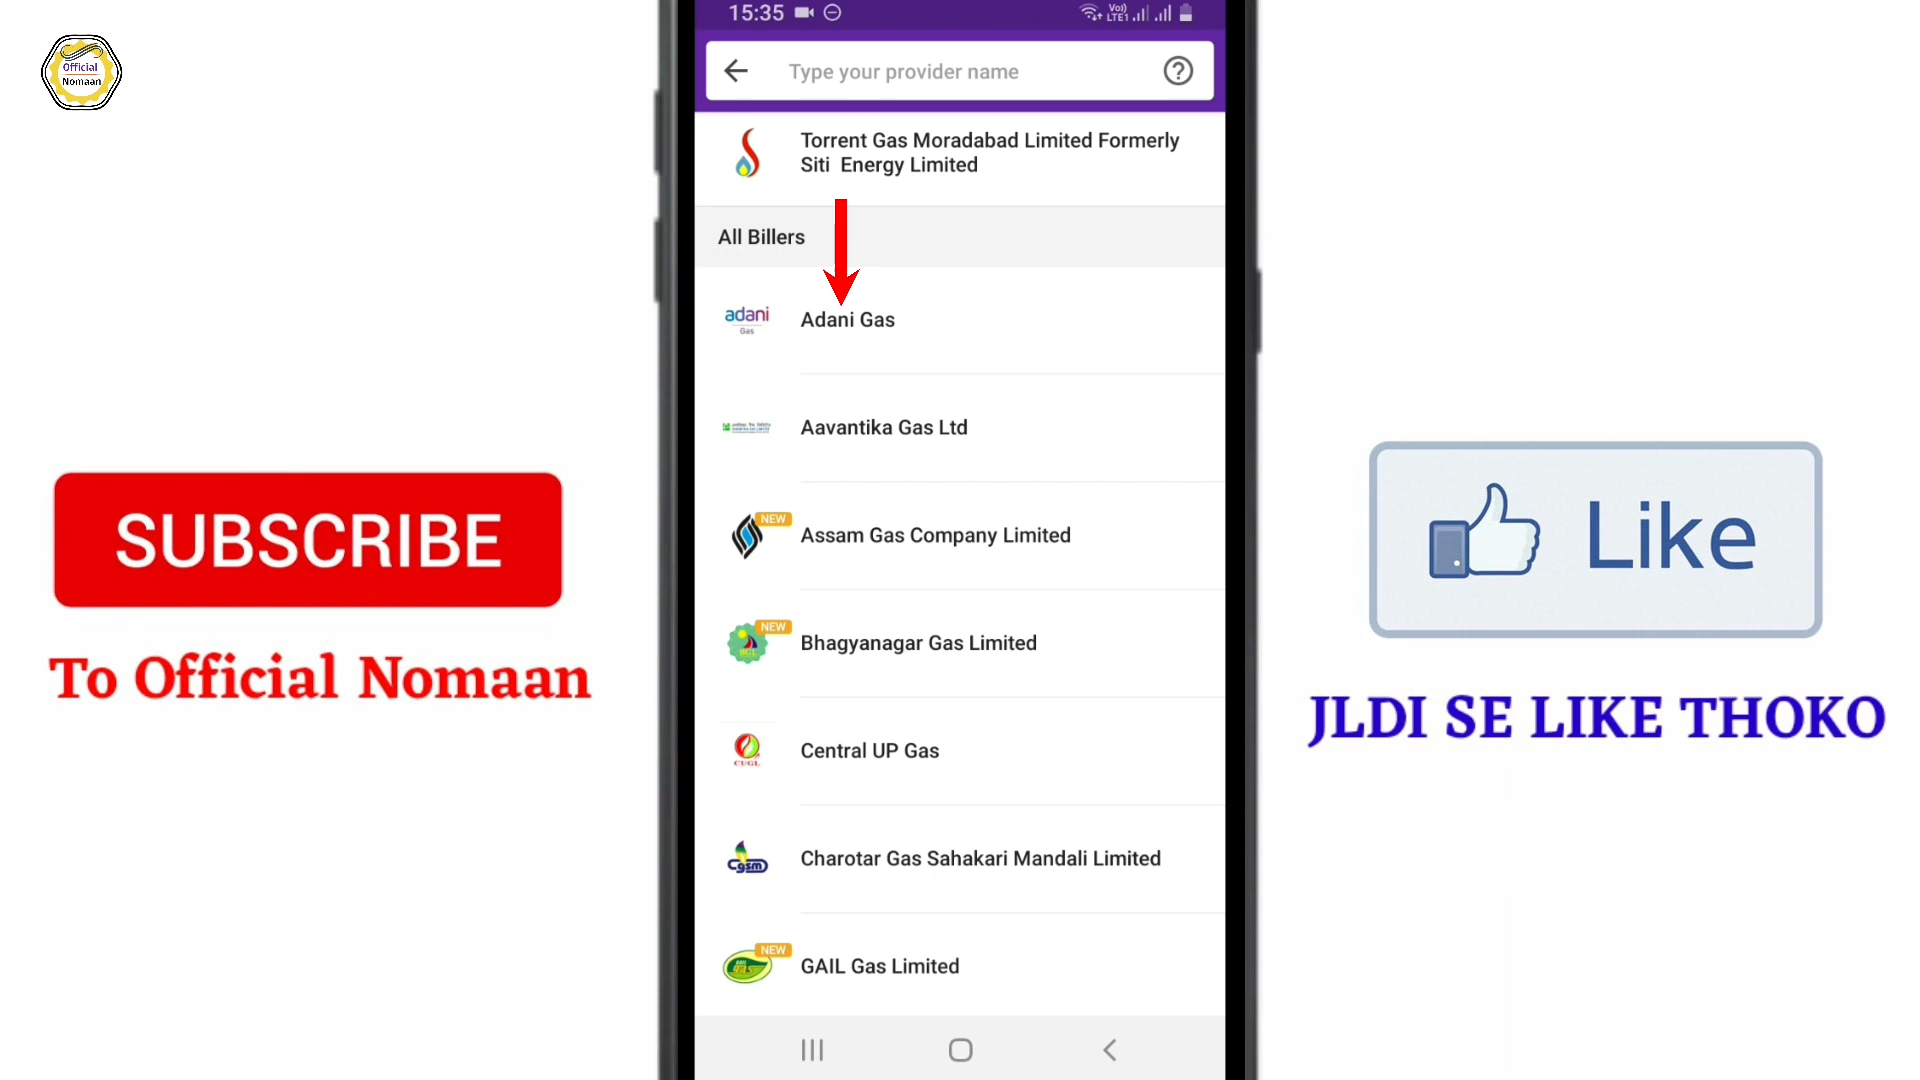 Official
Nomaan
15:35
Vo))
LTE1
Type your provider name
Torrent Gas Moradabad Limited Formerly
Siti Energy Limited
All Billers
adani
Gas
Adani Gas
Aavantika Gas Ltd
NEW
Assam Gas Company Limited
NEW
Bhagyanagar Gas Limited
CUGL
Central UP Gas
cgsm
Charotar Gas Sahakari Mandali Limited
NEW
gas
GAIL Gas Limited
SUBSCRIBE
To Official Nomaan
Like
JLDI SE LIKE THOKO